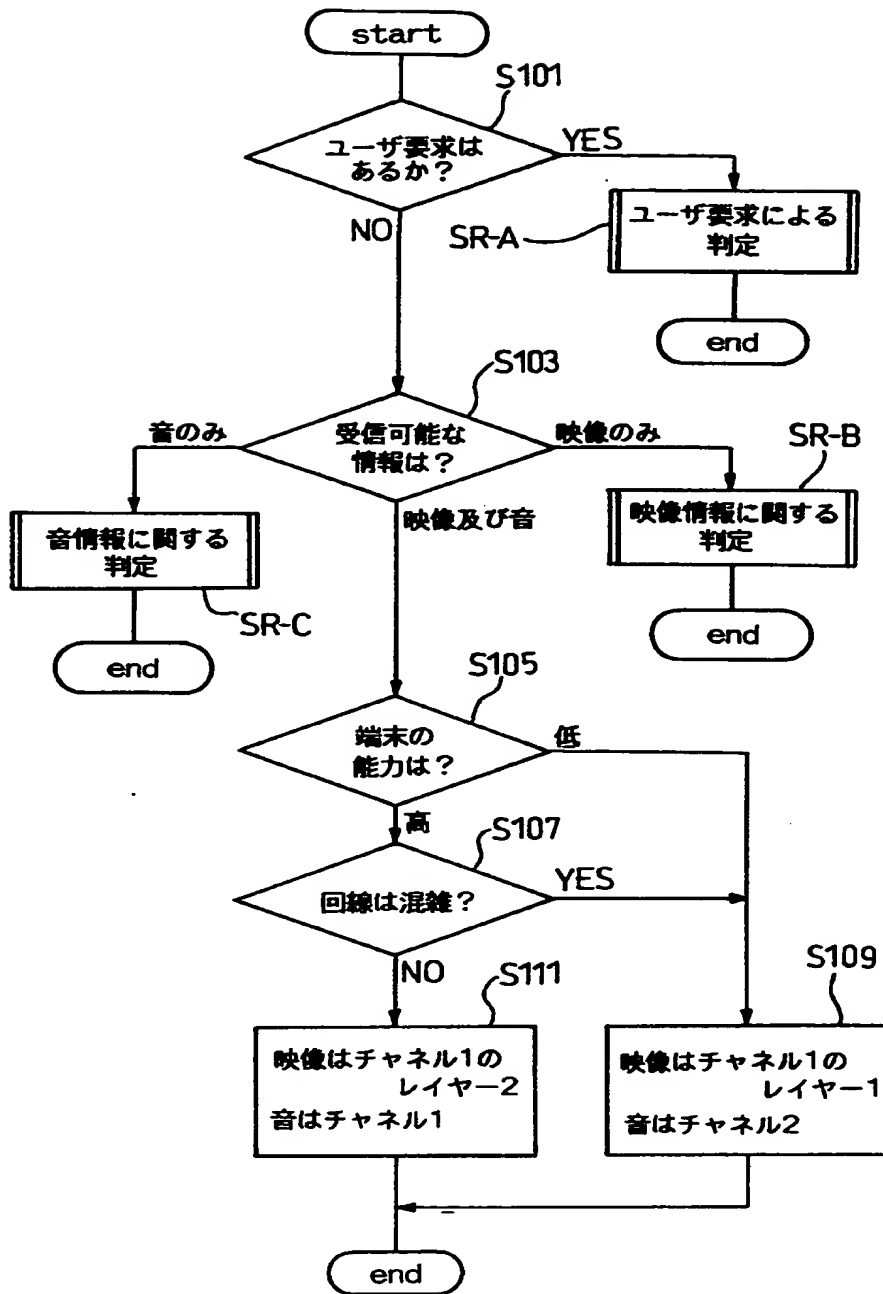 start
S101
ユーザ要求は
あるか？
YES
NO
SR-A
ユーザ要求による
判定
end
S103
音のみ
受信可能な
情報は？
映像のみ
SR-B
音情報に関する
判定
映像及び音
映像情報に関する
判定
SR-C
end
end
S105
端末の
能力は？
低
高
S107
回線は混雑？
YES
NO
S111
S109
映像はチャネル1の
レイヤー2
音はチャネル1
映像はチャネル1の
レイヤー1
音はチャネル2
end